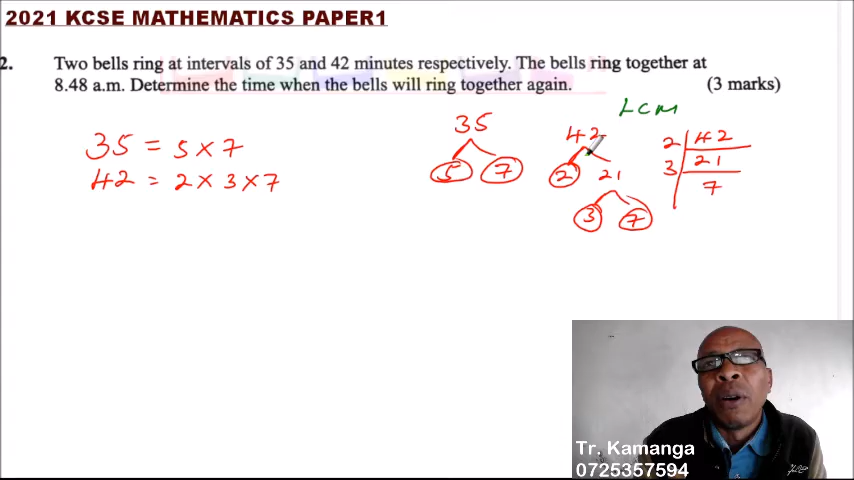 2021 KCSE MATHEMATICS PAPER1
2. Two bells ring at intervals of 35 and 42 minutes respectively. The bells ring together at
8.48 a.m. Determine the time when the bells will ring together again. (3 marks)
LCM
35 = 5 × 7
42 = 2 × 3 × 7
35
5 7
42
2 21
3 7
2 42
3 21
7
Tr. Kamanga
0725357594